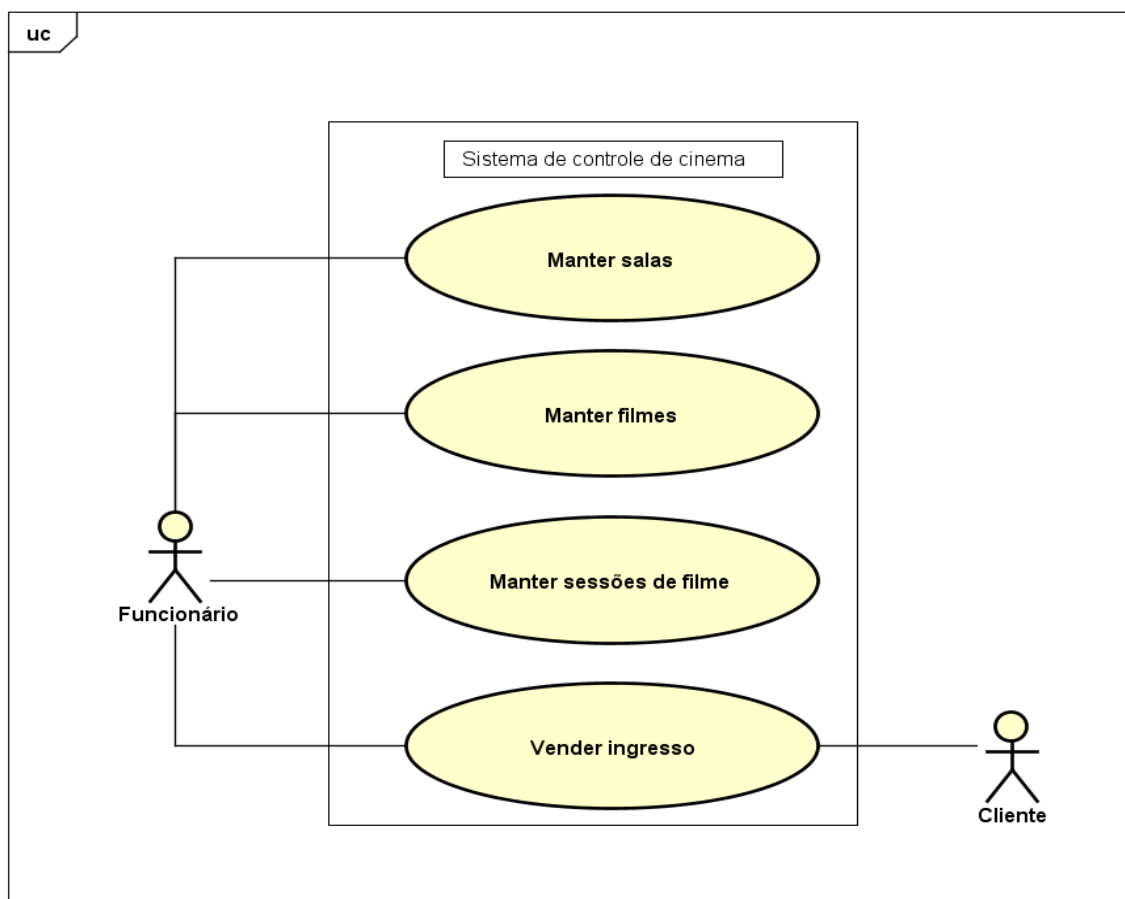 uc
Sistema de controle de cinema
Manter salas
Manter filmes
Manter sessões de filme
Funcionário
Vender ingresso
Cliente